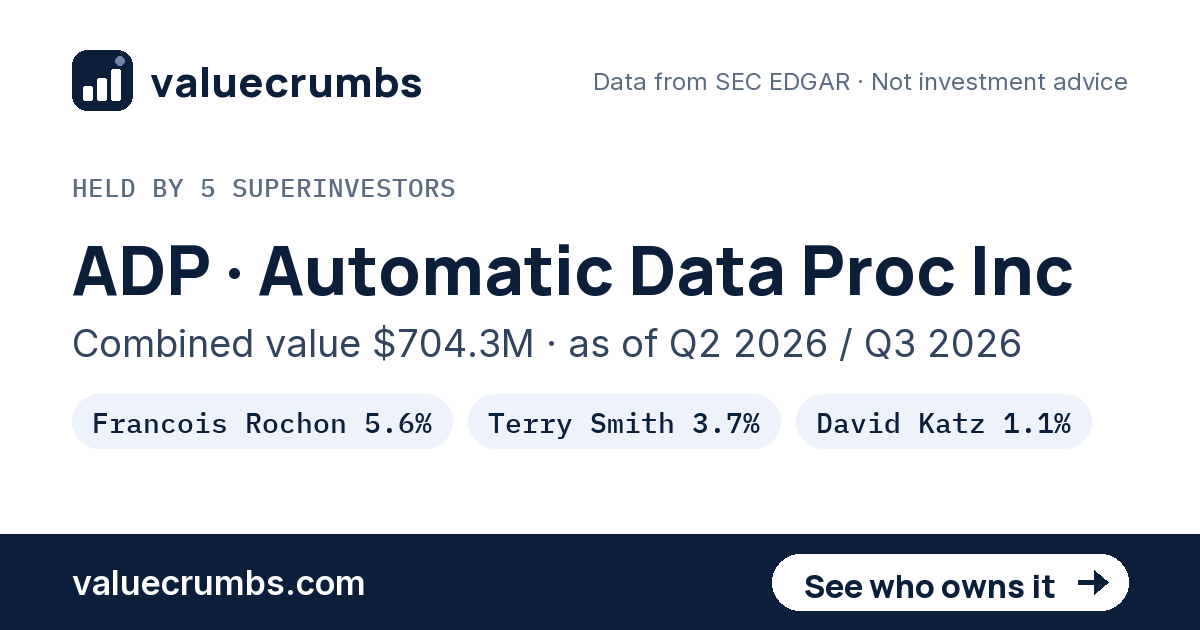 valuecrumbs
Data from SEC EDGAR · Not investment advice
HELD BY 5 SUPERINVESTORS
ADP · Automatic Data Proc Inc
Combined value $704.3M · as of Q2 2026 / Q3 2026
Francois Rochon 5.6% Terry Smith 3.7% David Katz 1.1%
valuecrumbs.com
See who owns it →